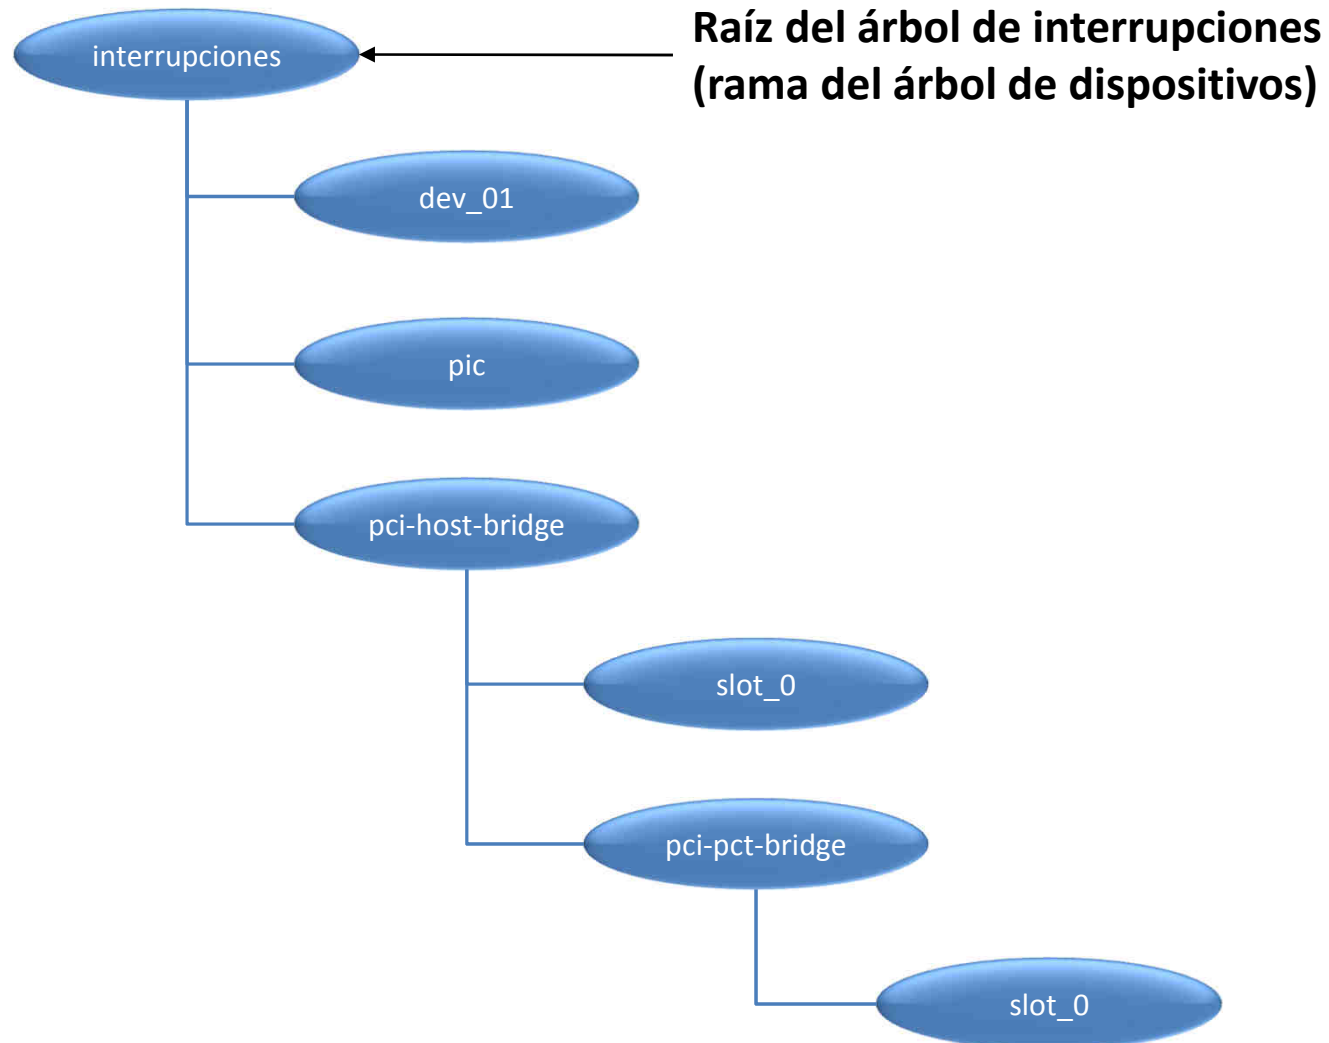 Raíz del árbol de interrupciones
(rama del árbol de dispositivos)
interrupciones
dev_01
pic
pci-host-bridge
slot_0
pci-pct-bridge
slot_0